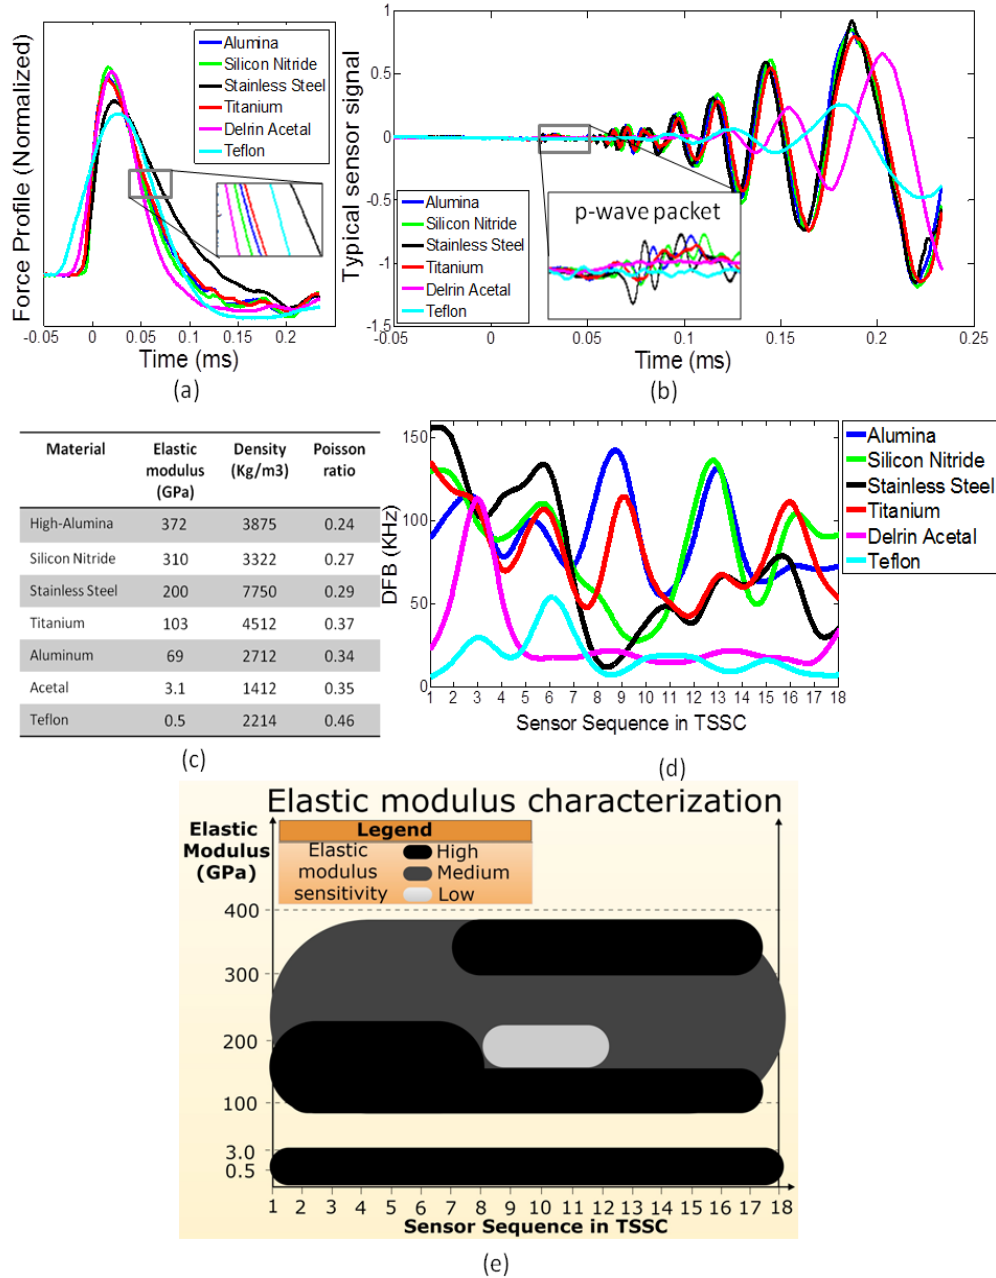 Force Profile (Normalized)
Alumina
Silicon Nitride
Stainless Steel
Titanium
Delrin Acetal
Teflon
-0.05 0 0.05 0.1 0.15 0.2
Time (ms)
(a)
Typical sensor signal
1
0.5
0
-0.5
-1
-1.5
Alumina
Silicon Nitride
Stainless Steel
Titanium
Delrin Acetal
Teflon
p-wave packet
-0.05 0 0.05 0.1 0.15 0.2 0.25
Time (ms)
(b)
Material Elastic modulus (GPa) Density (Kg/m3) Poisson ratio
High-Alumina 372 3875 0.24
Silicon Nitride 310 3322 0.27
Stainless Steel 200 7750 0.29
Titanium 103 4512 0.37
Aluminum 69 2712 0.34
Acetal 3.1 1412 0.35
Teflon 0.5 2214 0.46
(c)
DFB (KHz)
150
100
50
0
1 2 3 4 5 6 7 8 9 10 11 12 13 14 15 16 17 18
Sensor Sequence in TSSC
Alumina
Silicon Nitride
Stainless Steel
Titanium
Delrin Acetal
Teflon
(d)
Elastic modulus characterization
Elastic
Modulus
(GPa)
Legend
Elastic
modulus
sensitivity
High
Medium
Low
400
300
200
100
3.0
0.5
1 2 3 4 5 6 7 8 9 10 11 12 13 14 15 16 17 18
Sensor Sequence in TSSC
(e)